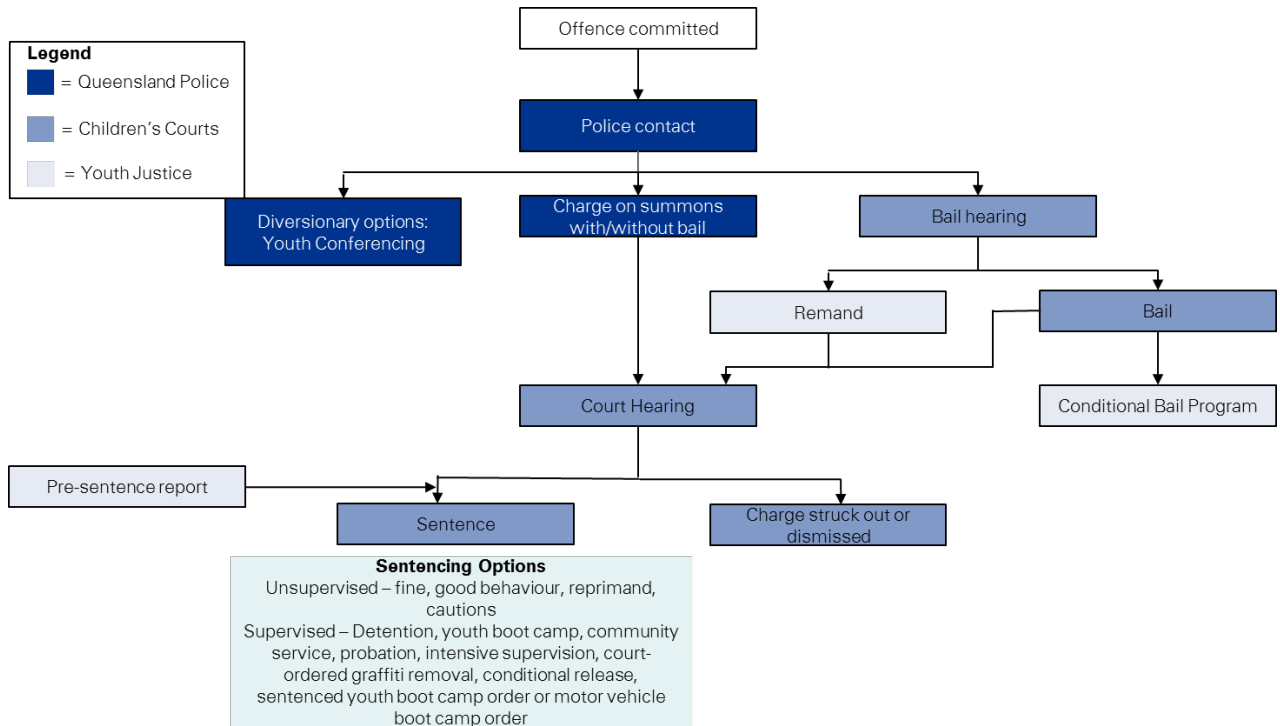 Offence committed
Legend
= Queensland Police
= Children's Courts
= Youth Justice
Police contact
Diversionary options:
Youth Conferencing
Charge on summons
with/without bail
Bail hearing
Remand
Bail
Court Hearing
Conditional Bail Program
Pre-sentence report
Sentence
Charge struck out or
dismissed
Sentencing Options
Unsupervised – fine, good behaviour, reprimand,
cautions
Supervised – Detention, youth boot camp, community
service, probation, intensive supervision, court-
ordered graffiti removal, conditional release,
sentenced youth boot camp order or motor vehicle
boot camp order